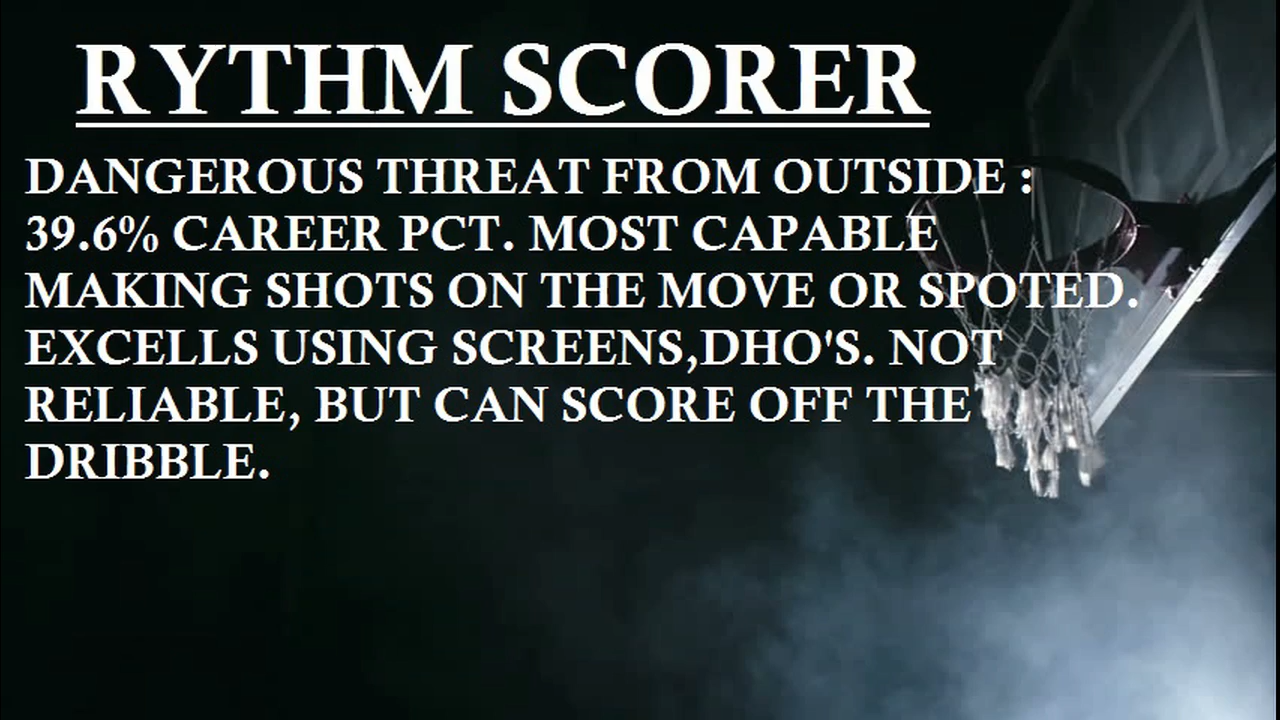 RYTHM SCORER
DANGEROUS THREAT FROM OUTSIDE :
39.6% CAREER PCT. MOST CAPABLE
MAKING SHOTS ON THE MOVE OR SPOTED.
EXCELLS USING SCREENS,DHO'S. NOT
RELIABLE, BUT CAN SCORE OFF THE
DRIBBLE.